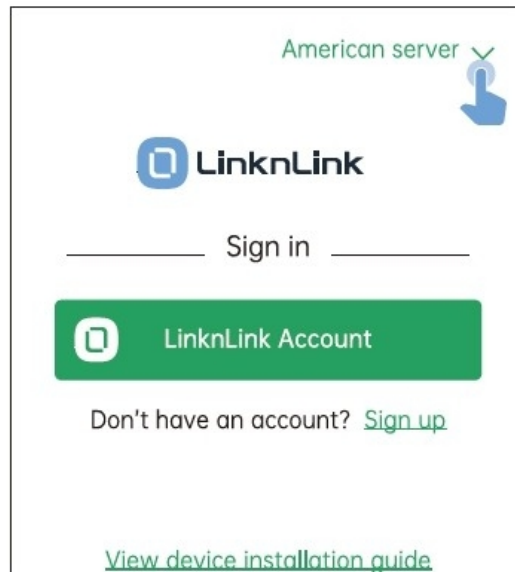 American server
LinknLink
Sign in
LinknLink Account
Don't have an account? Sign up
View device installation guide